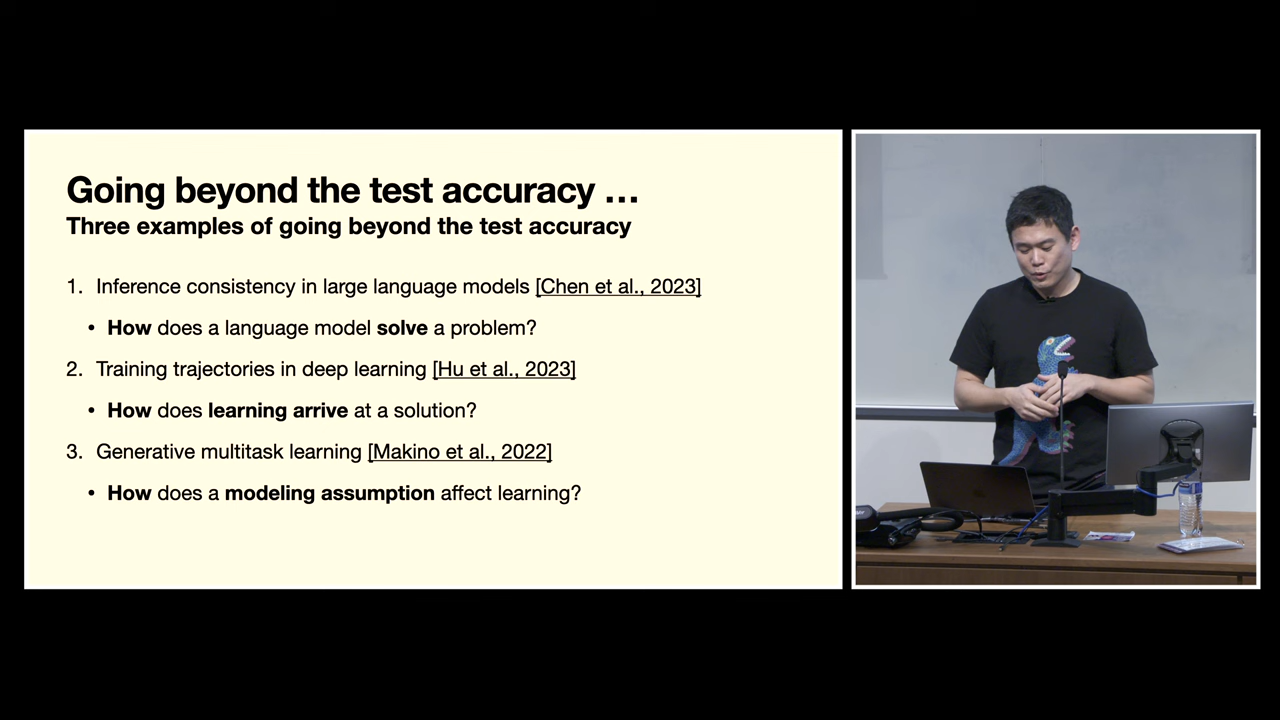 Going beyond the test accuracy …
Three examples of going beyond the test accuracy
1. Inference consistency in large language models [Chen et al., 2023]
• How does a language model solve a problem?
2. Training trajectories in deep learning [Hu et al., 2023]
• How does learning arrive at a solution?
3. Generative multitask learning [Makino et al., 2022]
• How does a modeling assumption affect learning?